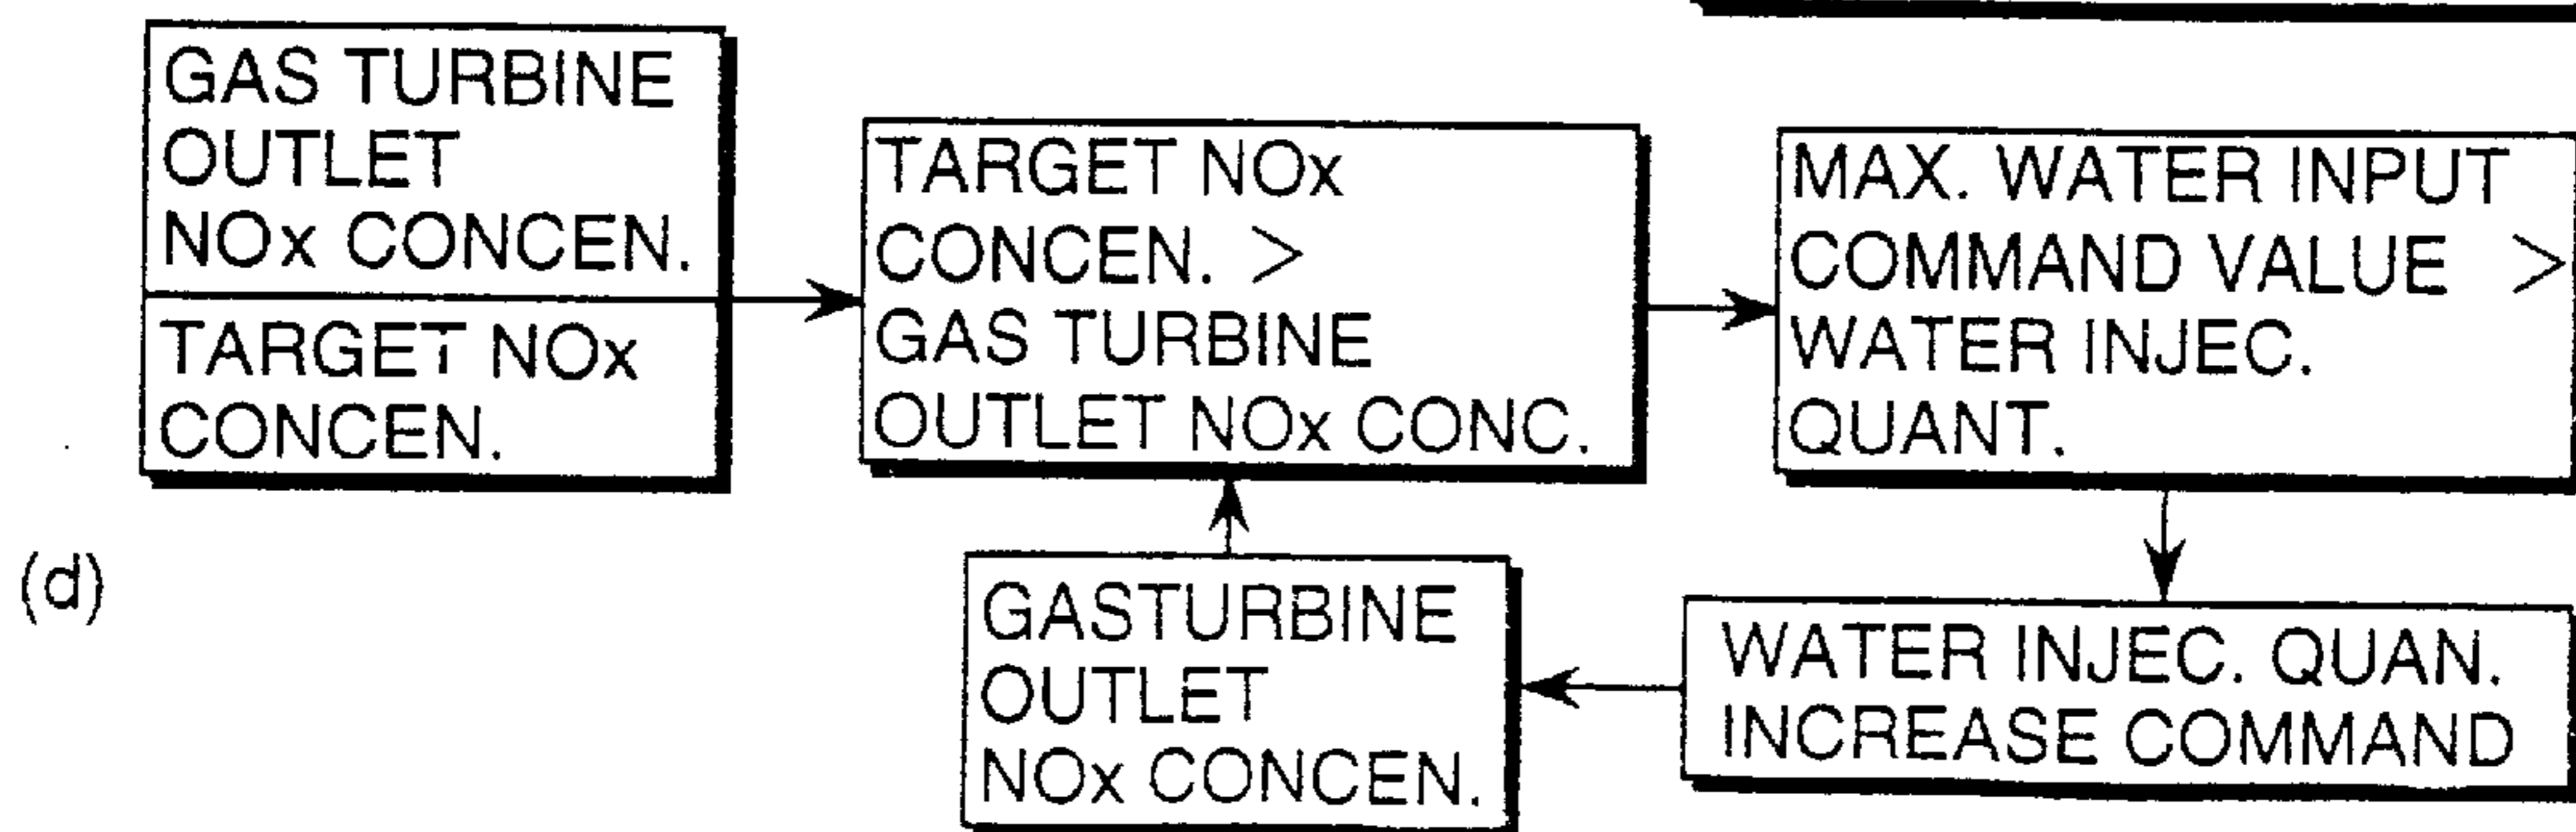 GAS TURBINE
OUTLET
NOx CONCEN.
TARGET NOx
CONCEN.
TARGET NOx
CONCEN. >
GAS TURBINE
OUTLET NOx CONC.
MAX. WATER INPUT
COMMAND VALUE >
WATER INJEC.
QUANT.
(d)
GASTURBINE
OUTLET
NOx CONCEN.
WATER INJEC. QUAN.
INCREASE COMMAND